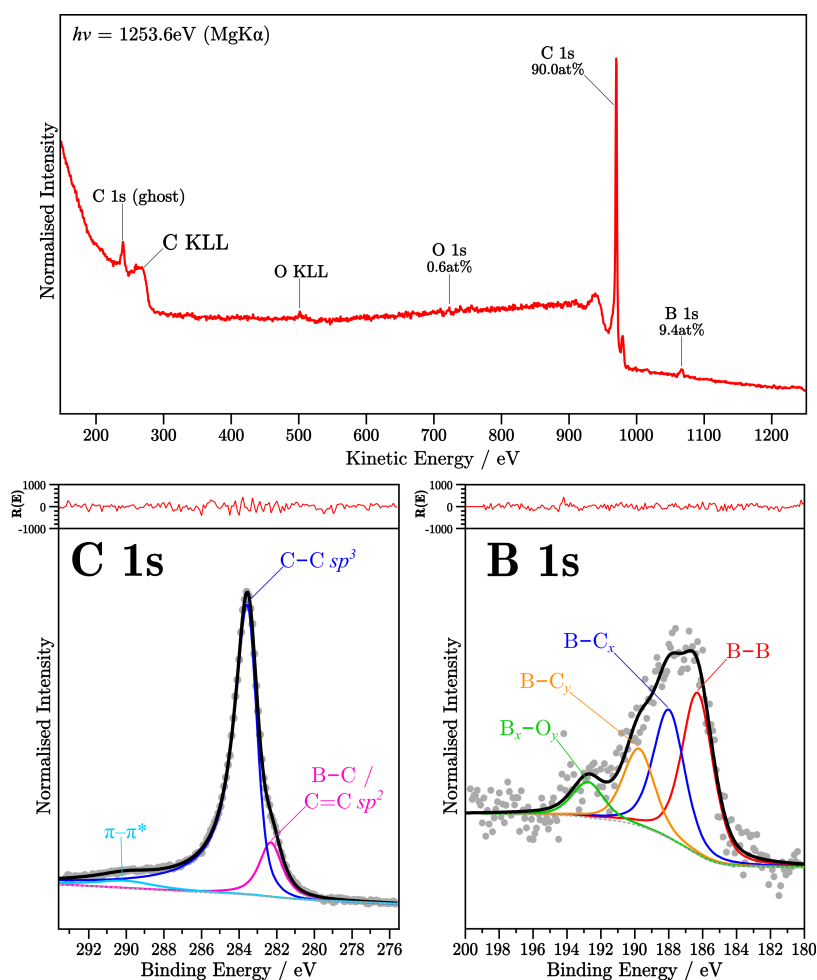 hν = 1253.6eV (MgKα)
C 1s
90.0at%
C 1s (ghost)
C KLL
O KLL
O 1s
0.6at%
B 1s
9.4at%
Normalised Intensity
200 300 400 500 600 700 800 900 1000 1100 1200
Kinetic Energy / eV
R(E)
1000
0
-1000
C 1s
C−C sp³
B−C /
C=C sp²
π−π*
Normalised Intensity
292 290 288 286 284 282 280 278 276
Binding Energy / eV
R(E)
1000
0
-1000
B 1s
B−Cₓ
B−B
B−Cᵧ
Bₓ−Oᵧ
Normalised Intensity
200 198 196 194 192 190 188 186 184 182 180
Binding Energy / eV